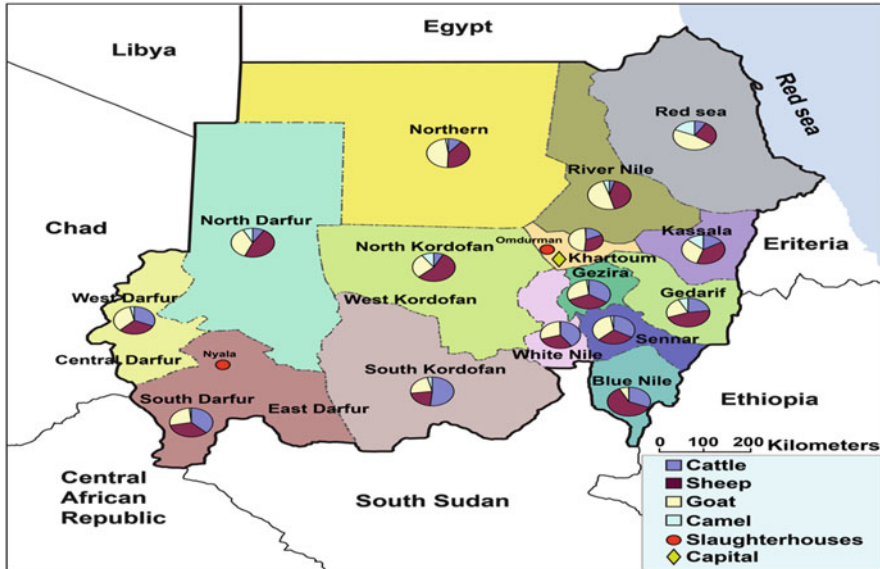 Egypt
Libya
Red sea
Red sea
Northern
River Nile
Chad
North Darfur
Kassala
Omdurman
Eriteria
North Kordofan
Khartoum
Gezira
West Darfur
West Kordofan
Gedarif
Central Darfur
Nyala
White Nile
Sennar
South Kordofan
Blue Nile
South Darfur
East Darfur
Ethiopia
0 100 200 Kilometers
Central
African
Republic
South Sudan
Cattle
Sheep
Goat
Camel
Slaughterhouses
Capital